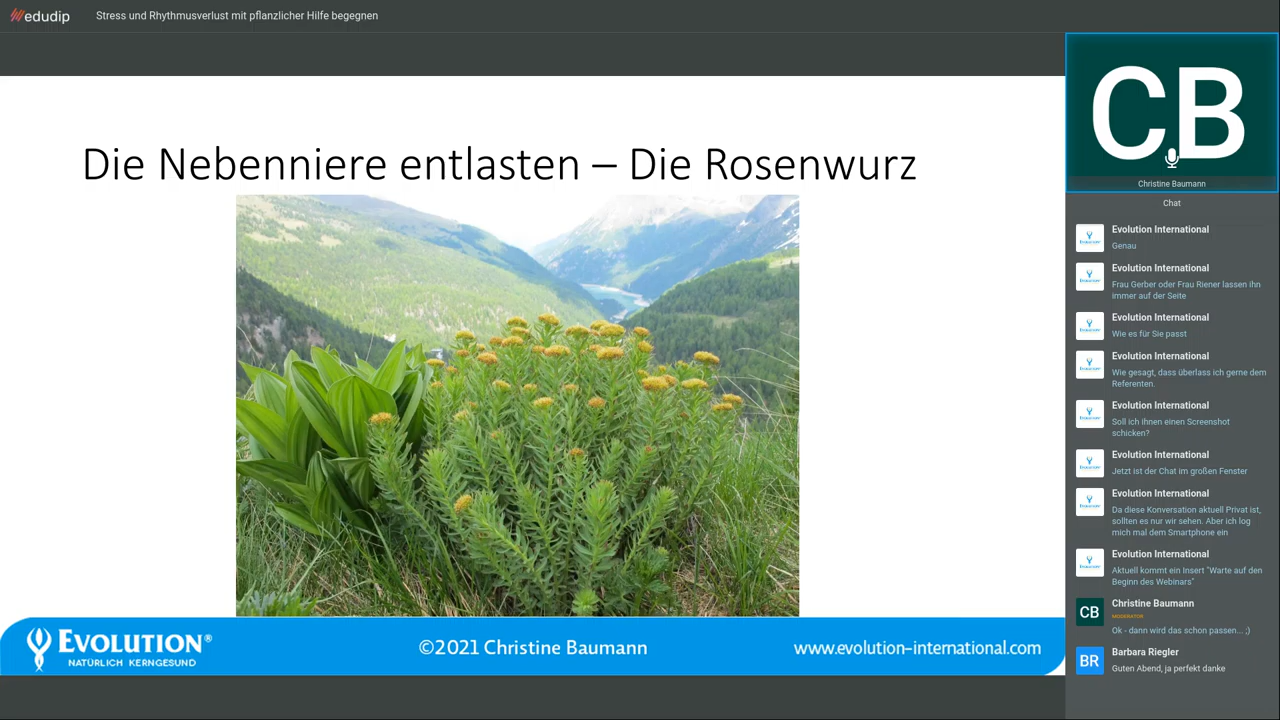 edudip
Stress und Rhythmusverlust mit pflanzlicher Hilfe begegnen
Die Nebenniere entlasten – Die Rosenwurz
EVOLUTION®
NATÜRLICH KERNGESUND
©2021 Christine Baumann
www.evolution-international.com
CB
Christine Baumann
Chat
Evolution International
Genau
Evolution International
Frau Gerber oder Frau Riener lassen ihn
immer auf der Seite
Evolution International
Wie es für Sie passt
Evolution International
Wie gesagt, dass überlass ich gerne dem
Referenten.
Evolution International
Soll ich ihnen einen Screenshot
schicken?
Evolution International
Jetzt ist der Chat im großen Fenster
Evolution International
Da diese Konversation aktuell Privat ist,
sollten es nur wir sehen. Aber ich log
mich mal dem Smartphone ein
Evolution International
Aktuell kommt ein Insert "Warte auf den
Beginn des Webinars"
CB
Christine Baumann
MODERATOR
Ok - dann wird das schon passen... ;)
BR
Barbara Riegler
Guten Abend, ja perfekt danke